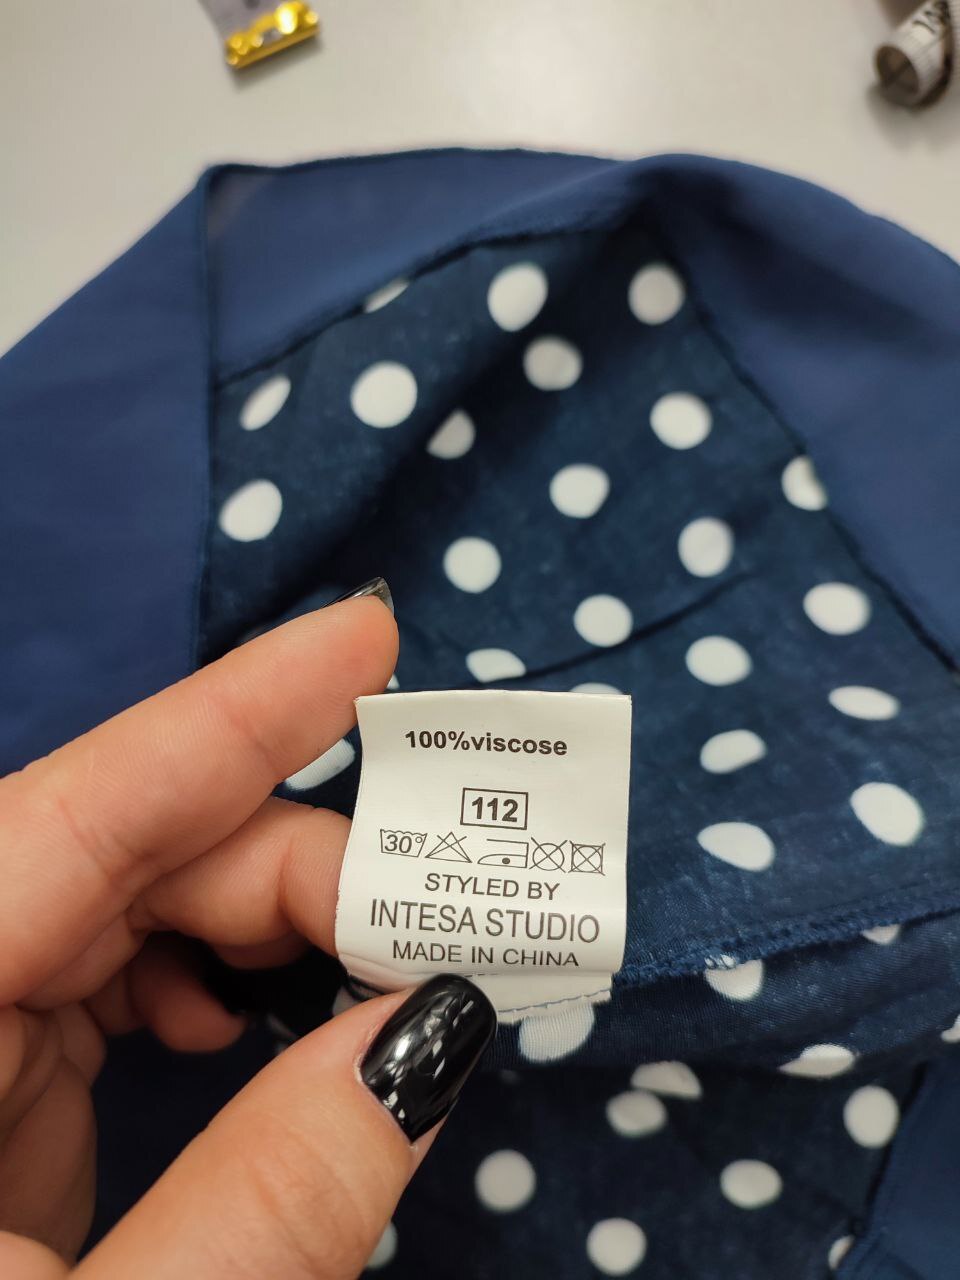 100%viscose
112
30°
STYLED BY
INTESA STUDIO
MADE IN CHINA